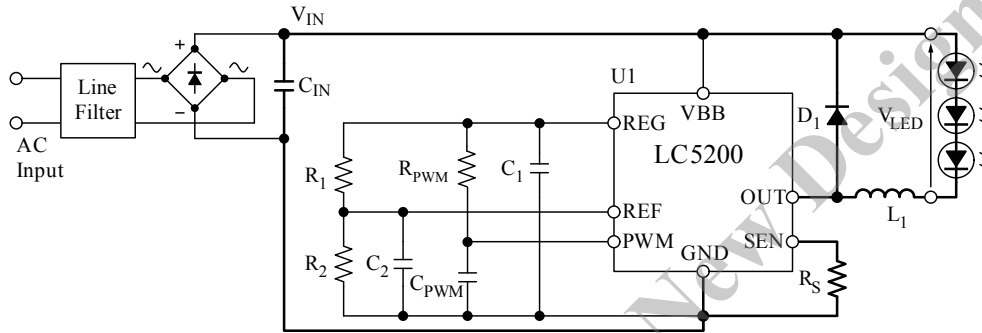 V_IN
+
Line
Filter
−
AC
Input
C_IN
U1
VBB
LC5200
REG
REF
PWM
GND
OUT
SEN
R_1
R_PWM
C_1
R_2
C_2
C_PWM
D_1
V_LED
L_1
R_S
New Design